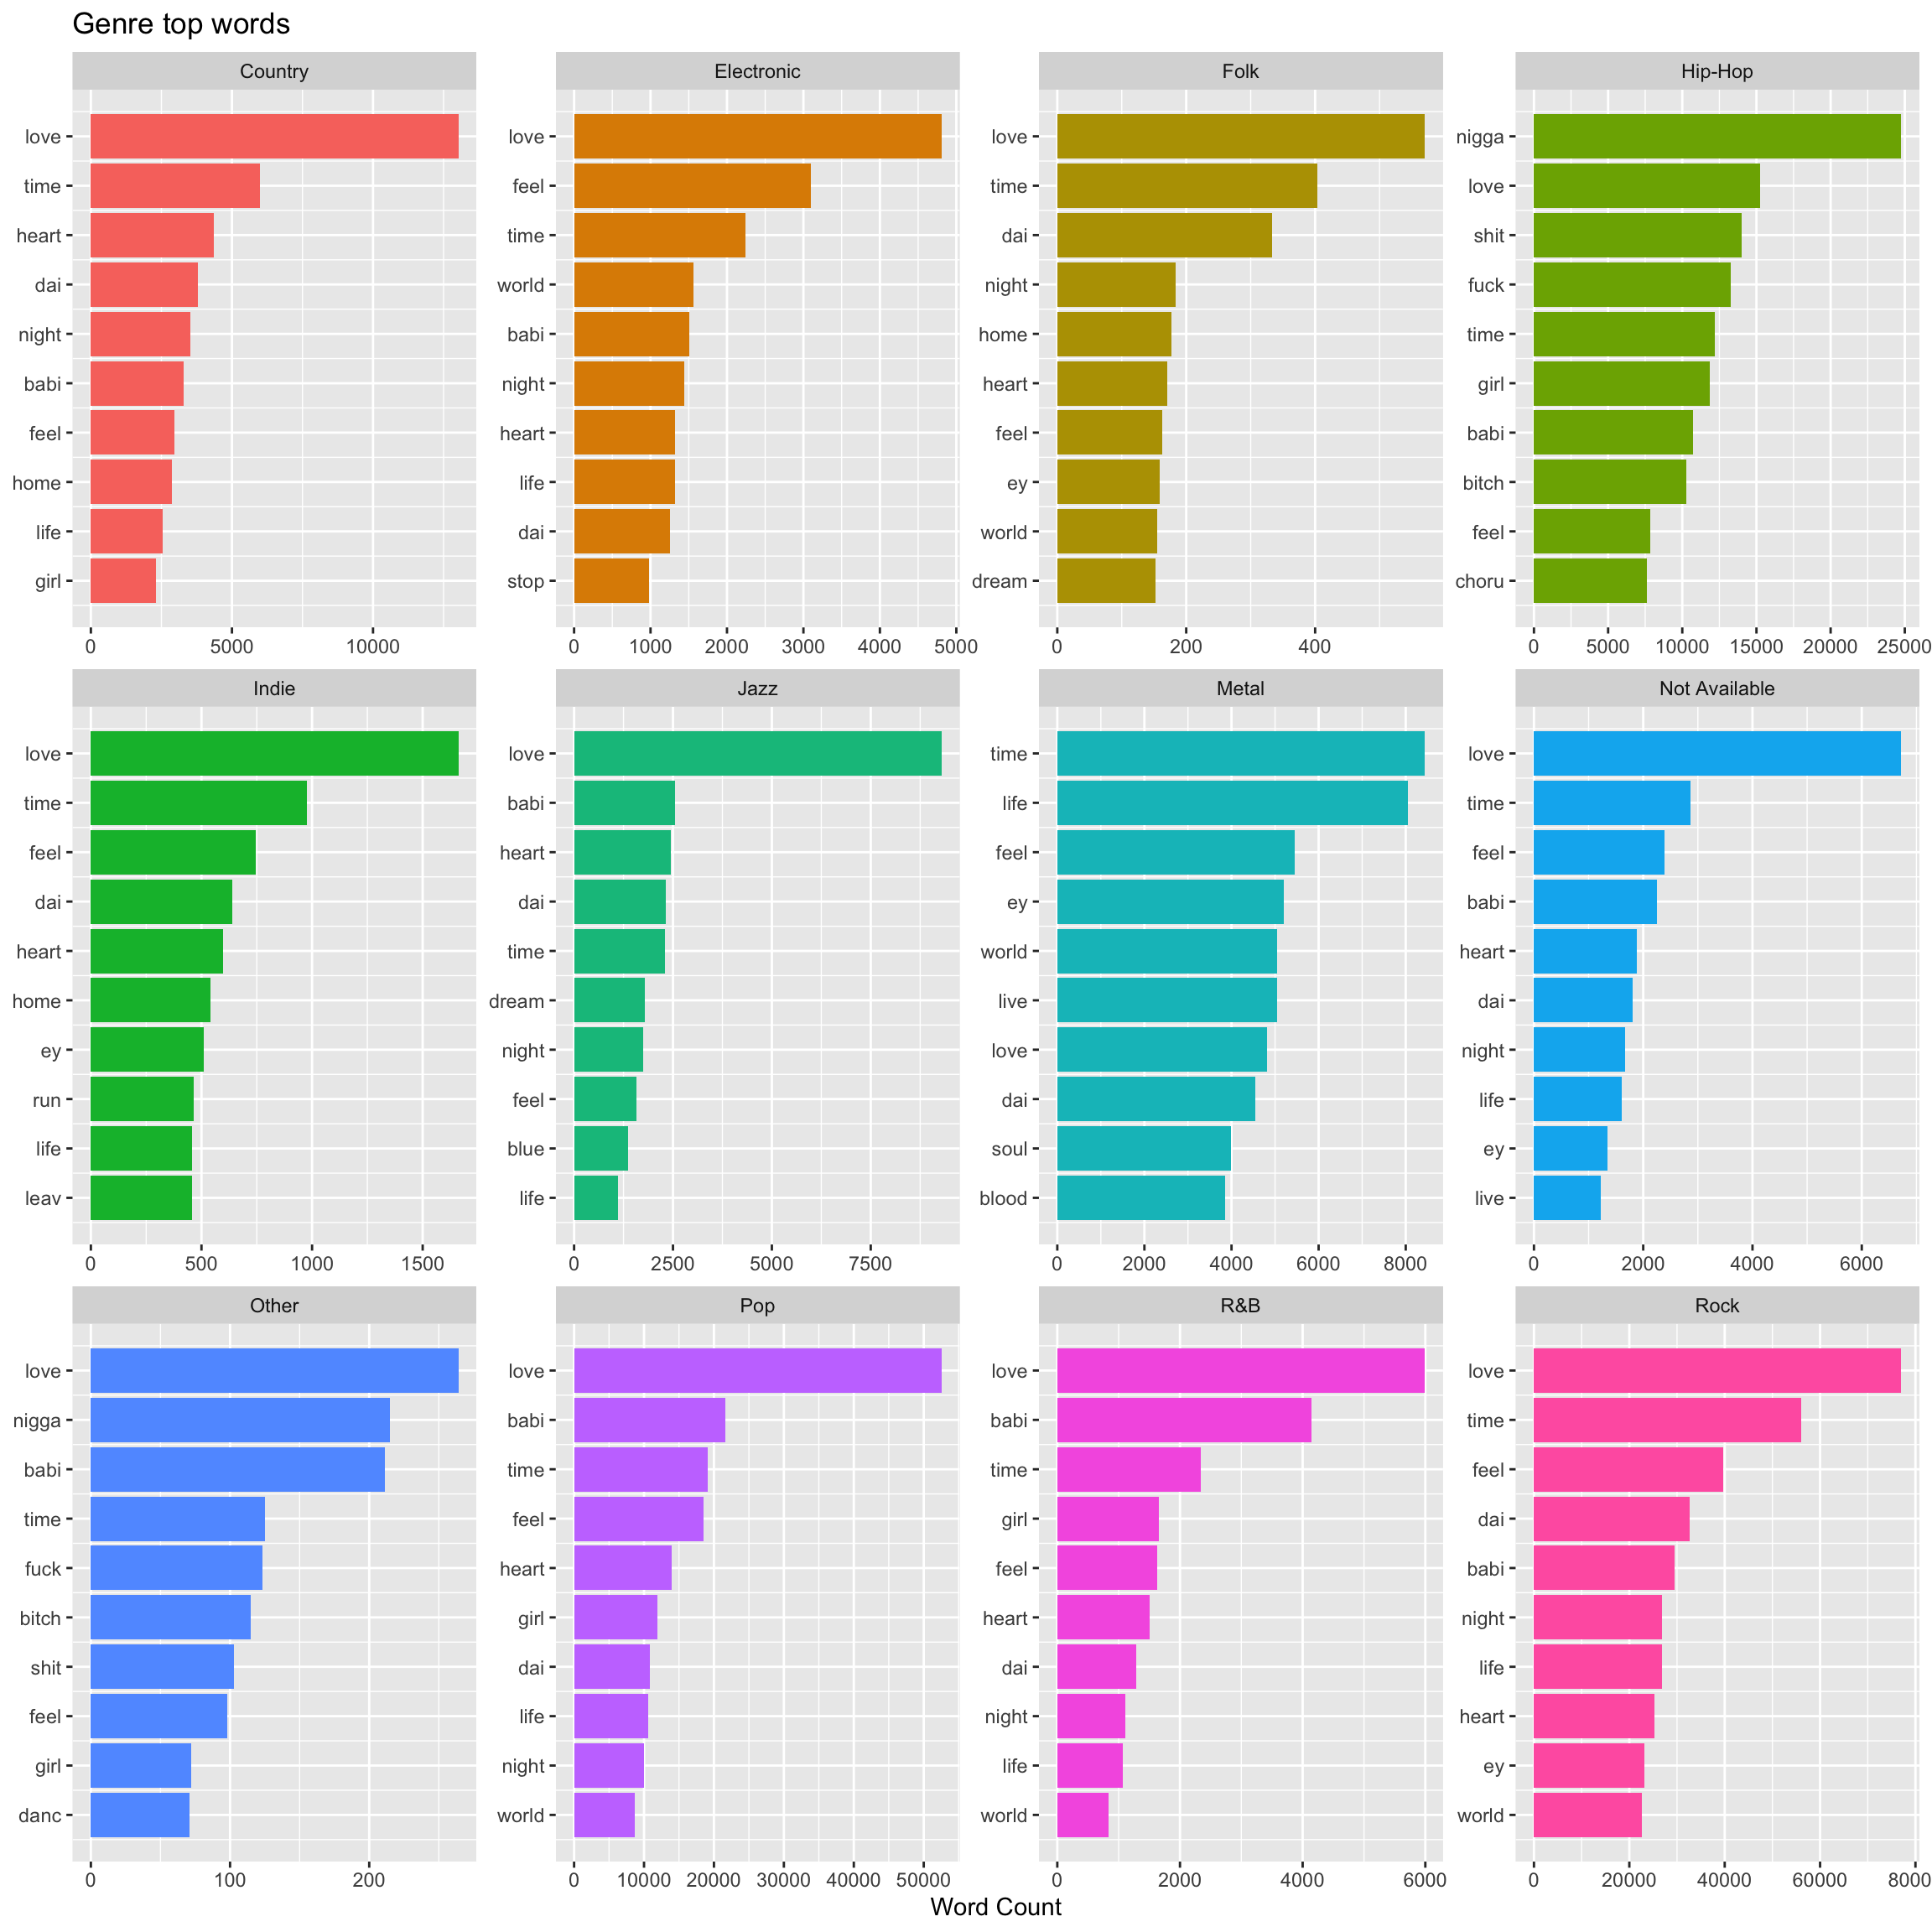 Genre top words
Country
love
time
heart
dai
night
babi
feel
home
life
girl
0 5000 10000
Electronic
love
feel
time
world
babi
night
heart
life
dai
stop
0 1000 2000 3000 4000 5000
Folk
love
time
dai
night
home
heart
feel
ey
world
dream
0 200 400
Hip-Hop
nigga
love
shit
fuck
time
girl
babi
bitch
feel
choru
0 5000 10000 15000 20000 25000
Indie
love
time
feel
dai
heart
home
ey
run
life
leav
0 500 1000 1500
Jazz
love
babi
heart
dai
time
dream
night
feel
blue
life
0 2500 5000 7500
Metal
time
life
feel
ey
world
live
love
dai
soul
blood
0 2000 4000 6000 8000
Not Available
love
time
feel
babi
heart
dai
night
life
ey
live
0 2000 4000 6000
Other
love
nigga
babi
time
fuck
bitch
shit
feel
girl
danc
0 100 200
Pop
love
babi
time
feel
heart
girl
dai
life
night
world
0 10000 20000 30000 40000 50000
R&B
love
babi
time
girl
feel
heart
dai
night
life
world
0 2000 4000 6000
Rock
love
time
feel
dai
babi
night
life
heart
ey
world
0 20000 40000 60000 8000
Word Count